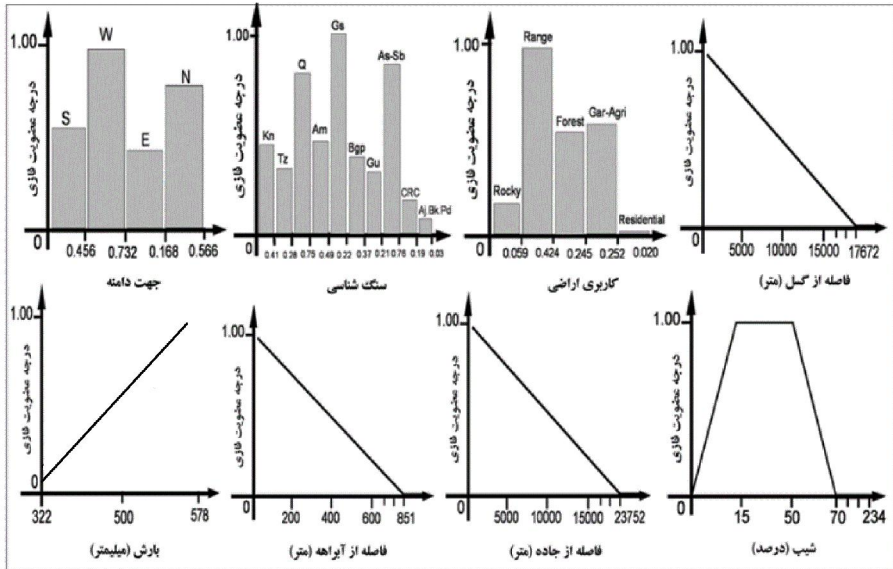 1.00
درجه عضویت فازی
S
W
E
N
0
0.456
0.732
0.168
0.566
جهت دامنه
1.00
درجه عضویت فازی
Kn
Tz
Q
Am
Gs
Bgp
Gu
As-Sb
CRC
Aj.Bk.Pd
0
0.41
0.28
0.75
0.49
0.22
0.37
0.21
0.76
0.19
0.03
سنگ شناسی
1.00
درجه عضویت فازی
Rocky
Range
Forest
Gar-Agri
Residential
0
0.059
0.424
0.245
0.252
0.020
کاربری اراضی
1.00
درجه عضویت فازی
0
5000
10000
15000
17672
فاصله از گسل (متر)
1.00
درجه عضویت فازی
0
322
500
578
بارش (میلیمتر)
1.00
درجه عضویت فازی
0
200
400
600
851
فاصله از آبراهه (متر)
1.00
درجه عضویت فازی
0
5000
10000
15000
23752
فاصله از جاده (متر)
1.00
درجه عضویت فازی
0
15
50
70
234
شیب (درصد)